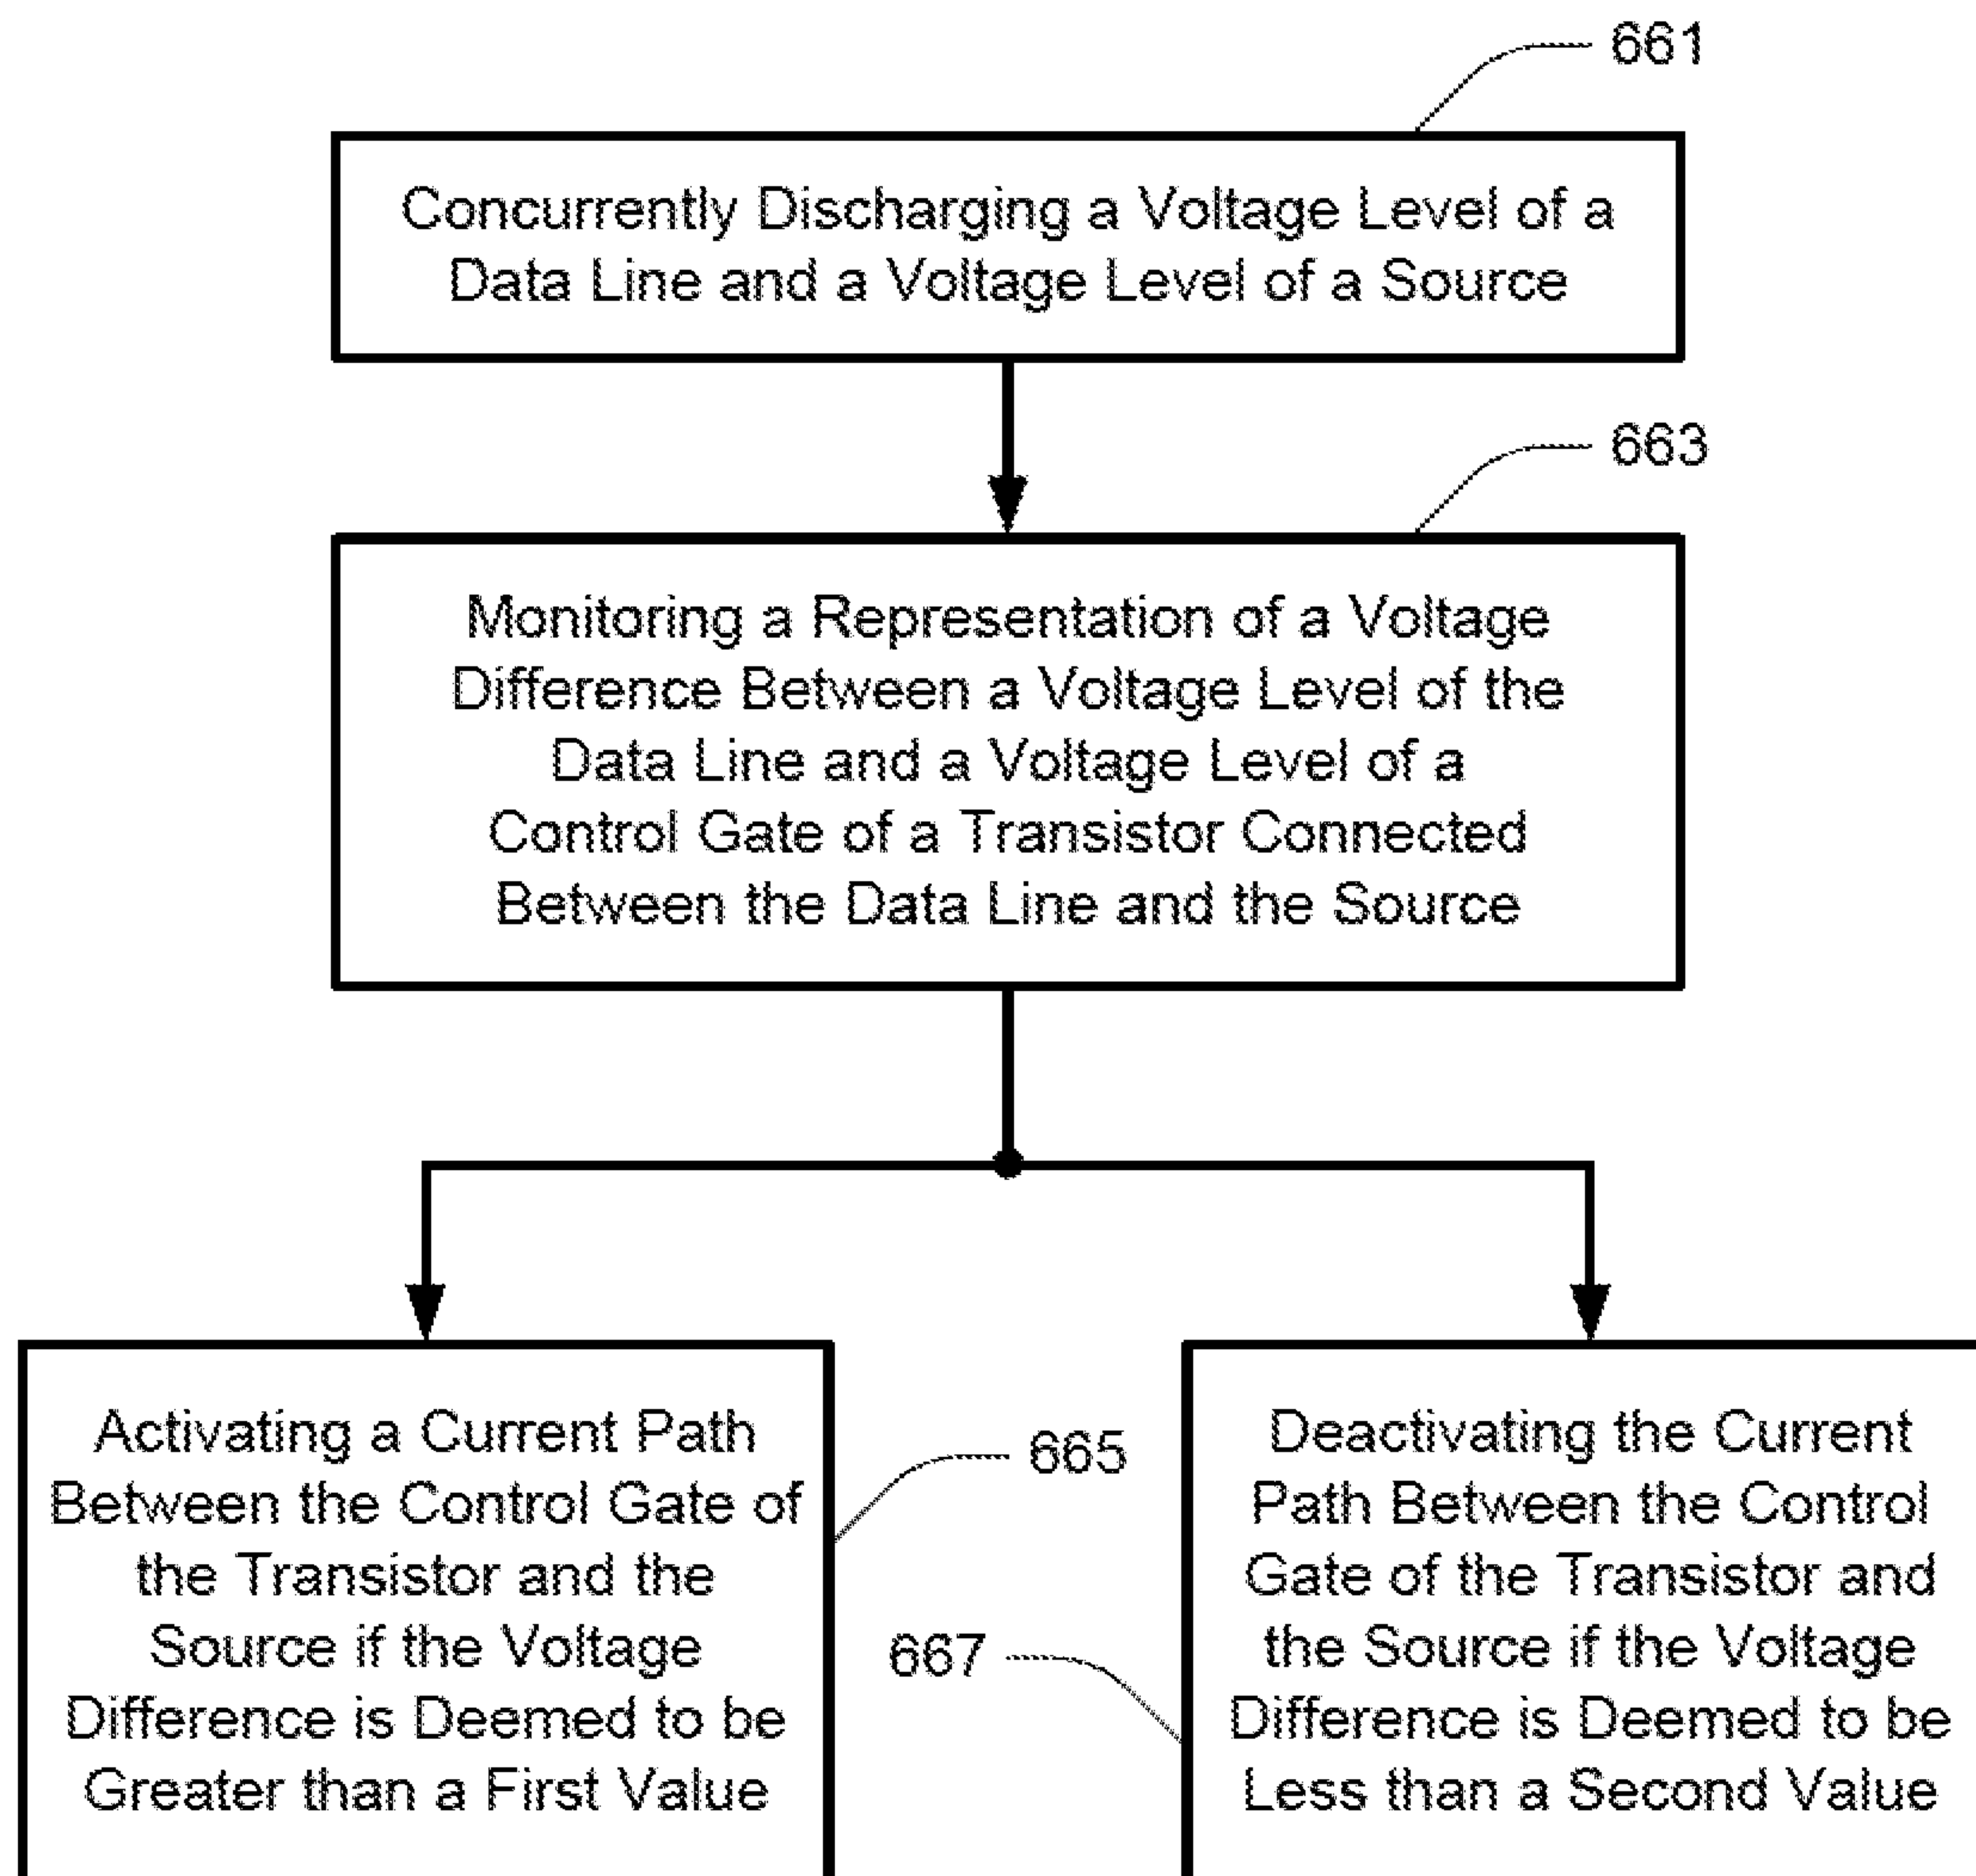 661
Concurrently Discharging a Voltage Level of a
Data Line and a Voltage Level of a Source
663
Monitoring a Representation of a Voltage
Difference Between a Voltage Level of the
Data Line and a Voltage Level of a
Control Gate of a Transistor Connected
Between the Data Line and the Source
Activating a Current Path
Between the Control Gate of
the Transistor and the
Source if the Voltage
Difference is Deemed to be
Greater than a First Value
665
667
Deactivating the Current
Path Between the Control
Gate of the Transistor and
the Source if the Voltage
Difference is Deemed to be
Less than a Second Value